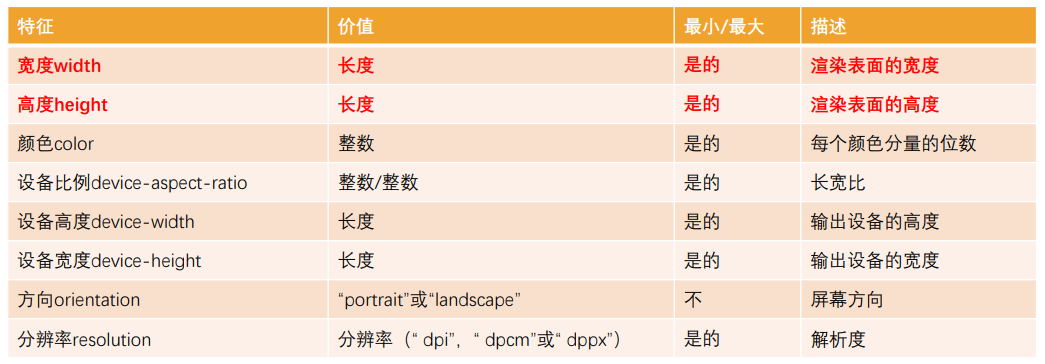 特征 价值 最小/最大 描述
宽度width 长度 是的 渲染表面的宽度
高度height 长度 是的 渲染表面的高度
颜色color 整数 是的 每个颜色分量的位数
设备比例device-aspect-ratio 整数/整数 是的 长宽比
设备高度device-width 长度 是的 输出设备的高度
设备宽度device-height 长度 是的 输出设备的宽度
方向orientation “portrait”或“landscape” 不 屏幕方向
分辨率resolution 分辨率（“ dpi”，“ dpcm”或“ dppx”） 是的 解析度